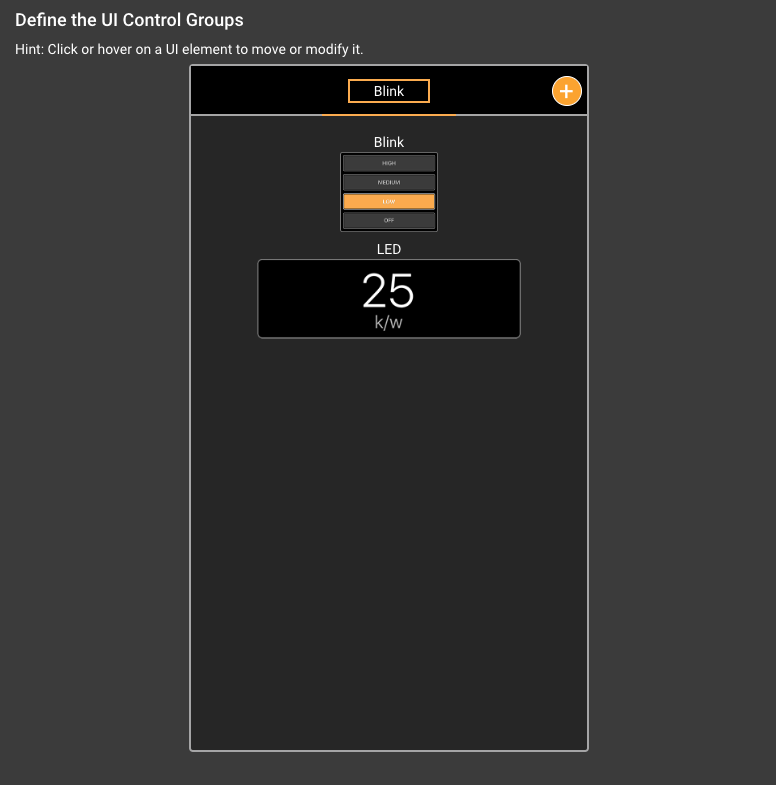 Define the UI Control Groups
Hint: Click or hover on a UI element to move or modify it.
Blink
Blink
HIGH
MEDIUM
LOW
OFF
LED
25
k/w